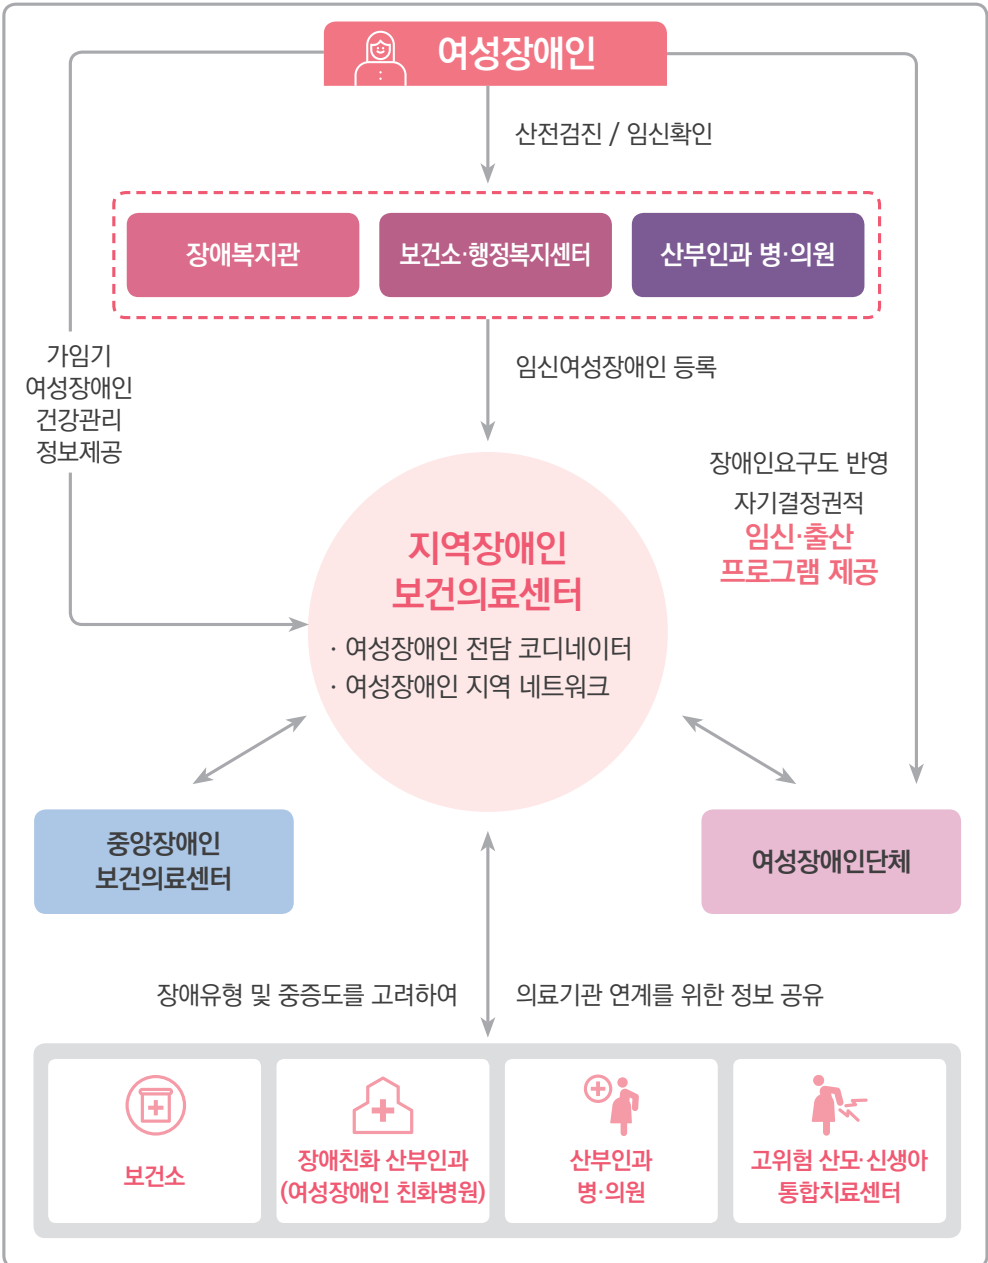 여성장애인
산전검진 / 임신확인
장애복지관
보건소·행정복지센터
산부인과 병·의원
가임기
여성장애인
건강관리
정보제공
임신여성장애인 등록
장애인요구도 반영
자기결정권적
임신·출산
프로그램 제공
지역장애인
보건의료센터
· 여성장애인 전담 코디네이터
· 여성장애인 지역 네트워크
중앙장애인
보건의료센터
여성장애인단체
장애유형 및 중증도를 고려하여
의료기관 연계를 위한 정보 공유
보건소
장애친화 산부인과
(여성장애인 친화병원)
산부인과
병·의원
고위험 산모·신생아
통합치료센터